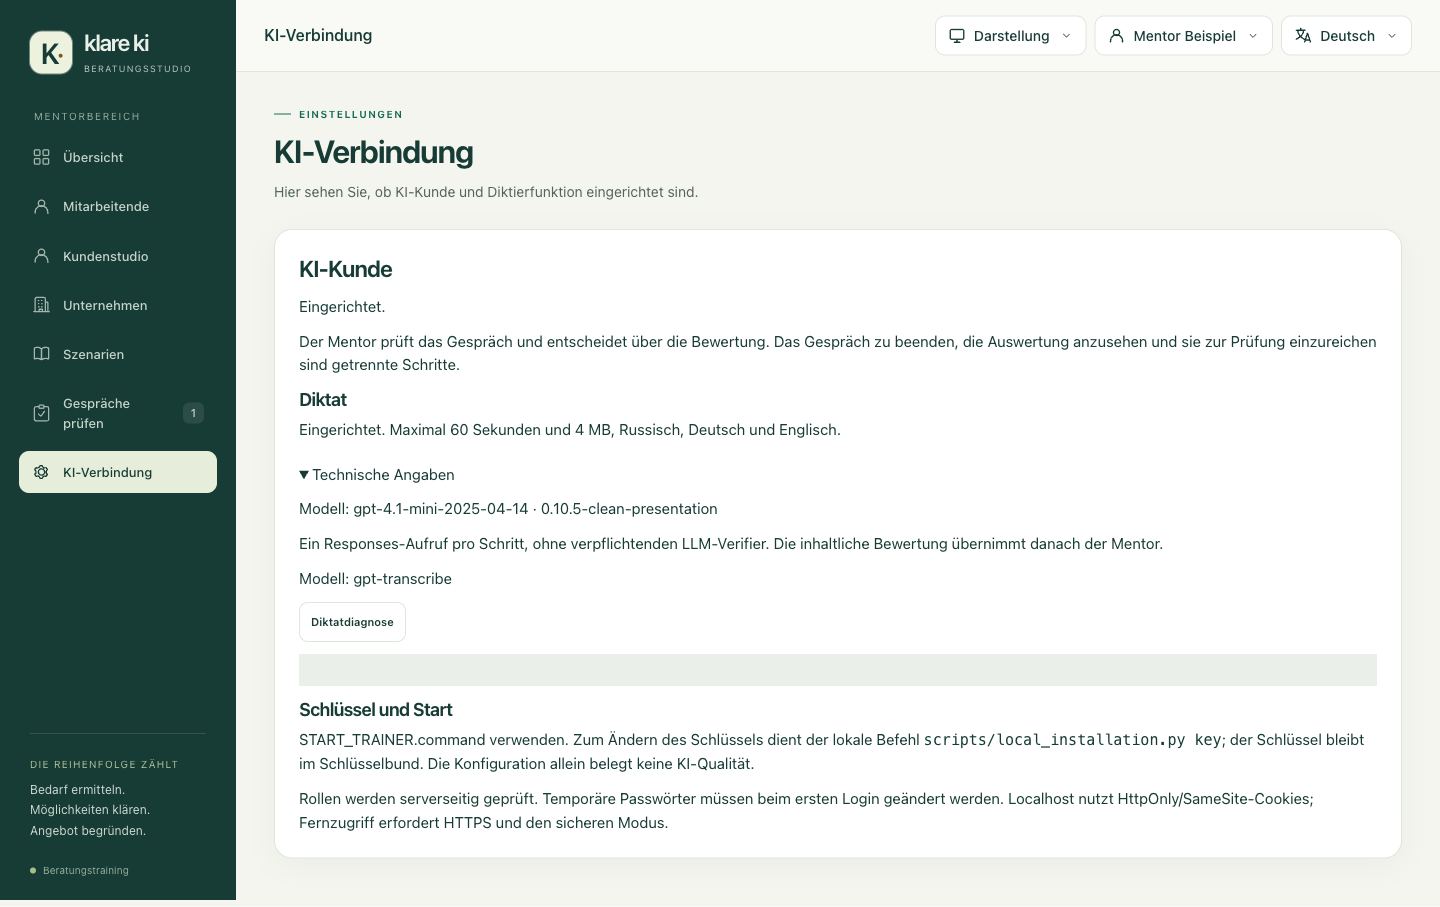 K
klare ki
BERATUNGSSTUDIO
MENTORBEREICH
Übersicht
Mitarbeitende
Kundenstudio
Unternehmen
Szenarien
Gespräche
prüfen
1
KI-Verbindung
DIE REIHENFOLGE ZÄHLT
Bedarf ermitteln.
Möglichkeiten klären.
Angebot begründen.
Beratungstraining
KI-Verbindung
Darstellung
Mentor Beispiel
Deutsch
EINSTELLUNGEN
KI-Verbindung
Hier sehen Sie, ob KI-Kunde und Diktierfunktion eingerichtet sind.
KI-Kunde
Eingerichtet.
Der Mentor prüft das Gespräch und entscheidet über die Bewertung. Das Gespräch zu beenden, die Auswertung anzusehen und sie zur Prüfung einzureichen
sind getrennte Schritte.
Diktat
Eingerichtet. Maximal 60 Sekunden und 4 MB, Russisch, Deutsch und Englisch.
▼ Technische Angaben
Modell: gpt-4.1-mini-2025-04-14 · 0.10.5-clean-presentation
Ein Responses-Aufruf pro Schritt, ohne verpflichtenden LLM-Verifier. Die inhaltliche Bewertung übernimmt danach der Mentor.
Modell: gpt-transcribe
Diktatdiagnose
Schlüssel und Start
START_TRAINER.command verwenden. Zum Ändern des Schlüssels dient der lokale Befehl scripts/local_installation.py key; der Schlüssel bleibt
im Schlüsselbund. Die Konfiguration allein belegt keine KI-Qualität.
Rollen werden serverseitig geprüft. Temporäre Passwörter müssen beim ersten Login geändert werden. Localhost nutzt HttpOnly/SameSite-Cookies;
Fernzugriff erfordert HTTPS und den sicheren Modus.